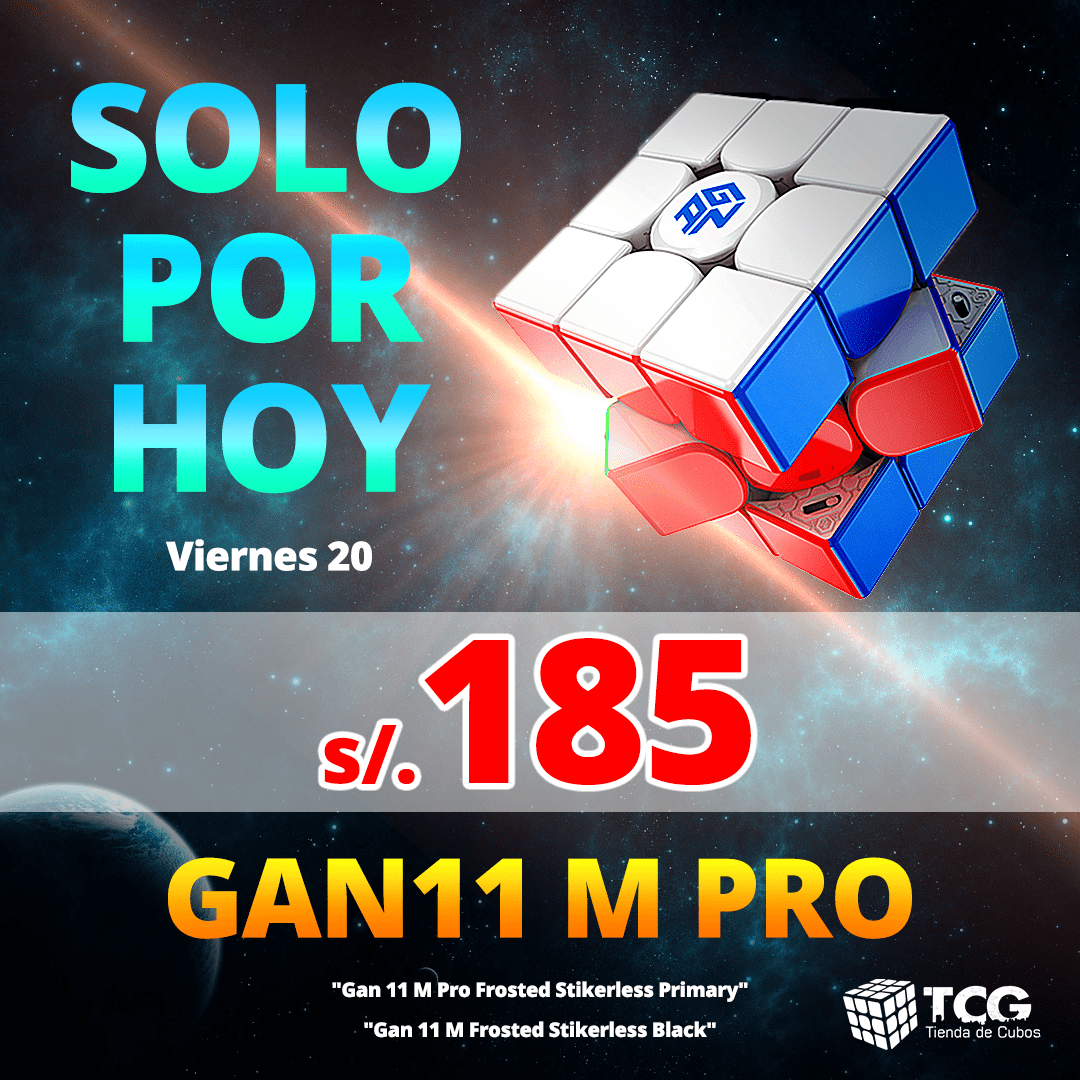 SOLO
POR
HOY
Viernes 20
GAN
s/.185
GAN11 M PRO
"Gan 11 M Pro Frosted Stikerless Primary"
"Gan 11 M Frosted Stikerless Black"
TCG
Tienda de Cubos